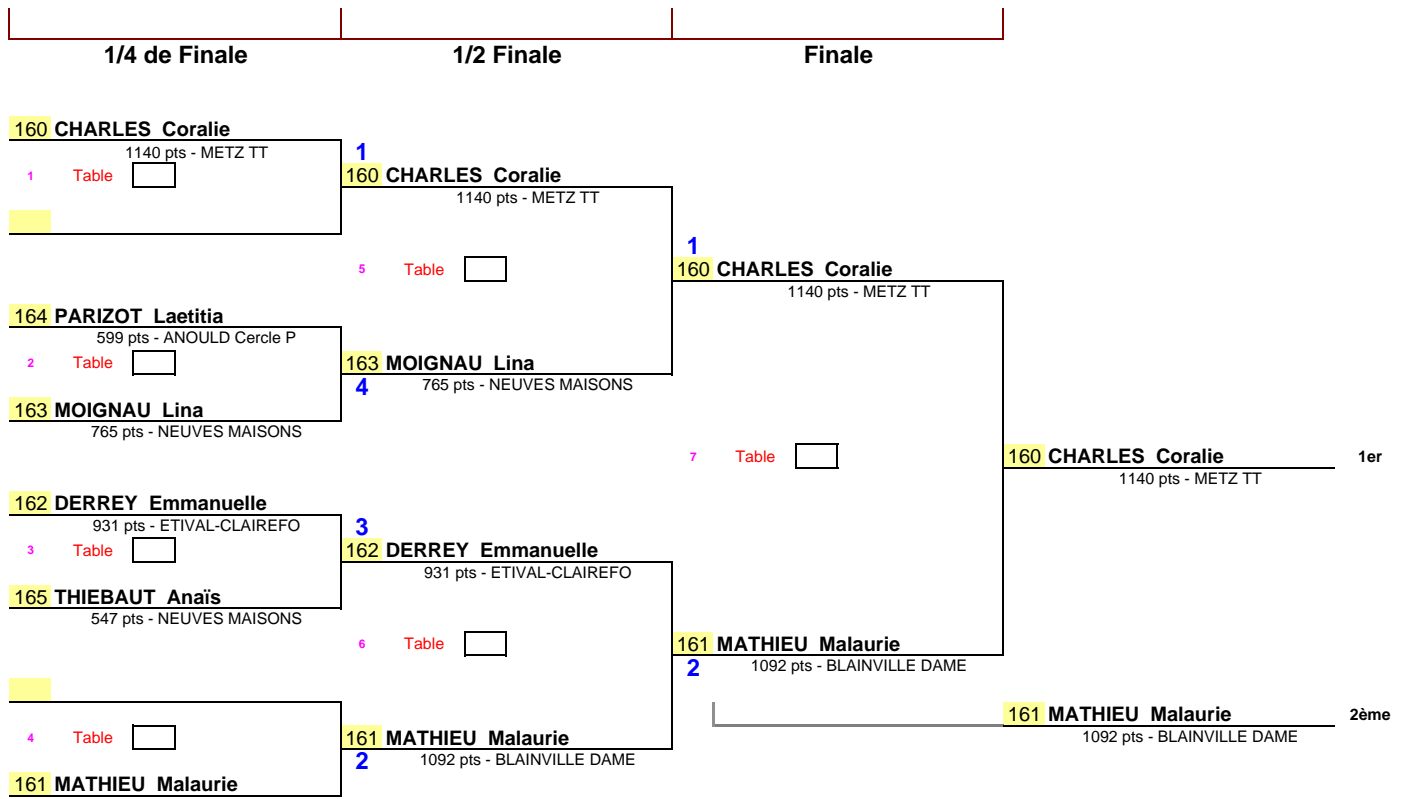 1/4 de Finale 1/2 Finale Finale
160 CHARLES Coralie
1140 pts - METZ TT
1
1 Table
160 CHARLES Coralie
1140 pts - METZ TT
1
5 Table
160 CHARLES Coralie
1140 pts - METZ TT
164 PARIZOT Laetitia
599 pts - ANOULD Cercle P
2 Table
163 MOIGNAU Lina
4
765 pts - NEUVES MAISONS
163 MOIGNAU Lina
765 pts - NEUVES MAISONS
7 Table
160 CHARLES Coralie 1er
1140 pts - METZ TT
162 DERREY Emmanuelle
931 pts - ETIVAL-CLAIREFO
3
3 Table
162 DERREY Emmanuelle
931 pts - ETIVAL-CLAIREFO
165 THIEBAUT Anaïs
547 pts - NEUVES MAISONS
6 Table
161 MATHIEU Malaurie
2
1092 pts - BLAINVILLE DAME
161 MATHIEU Malaurie 2ème
1092 pts - BLAINVILLE DAME
4 Table
161 MATHIEU Malaurie
2
1092 pts - BLAINVILLE DAME
161 MATHIEU Malaurie